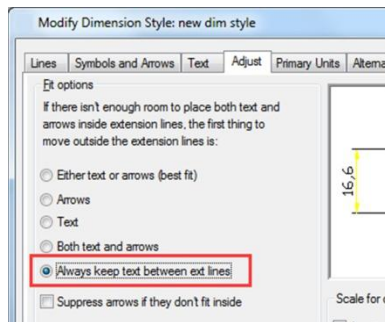 Modify Dimension Style: new dim style
Lines Symbols and Arrows Text Adjust Primary Units
Fit options
If there isn't enough room to place both text and
arrows inside extension lines, the first thing to
move outside the extension lines is:
Either text or arrows (best fit)
Arrows
Text
Both text and arrows
Always keep text between ext lines
Suppress arrows if they don't fit inside
16,6
Scale for